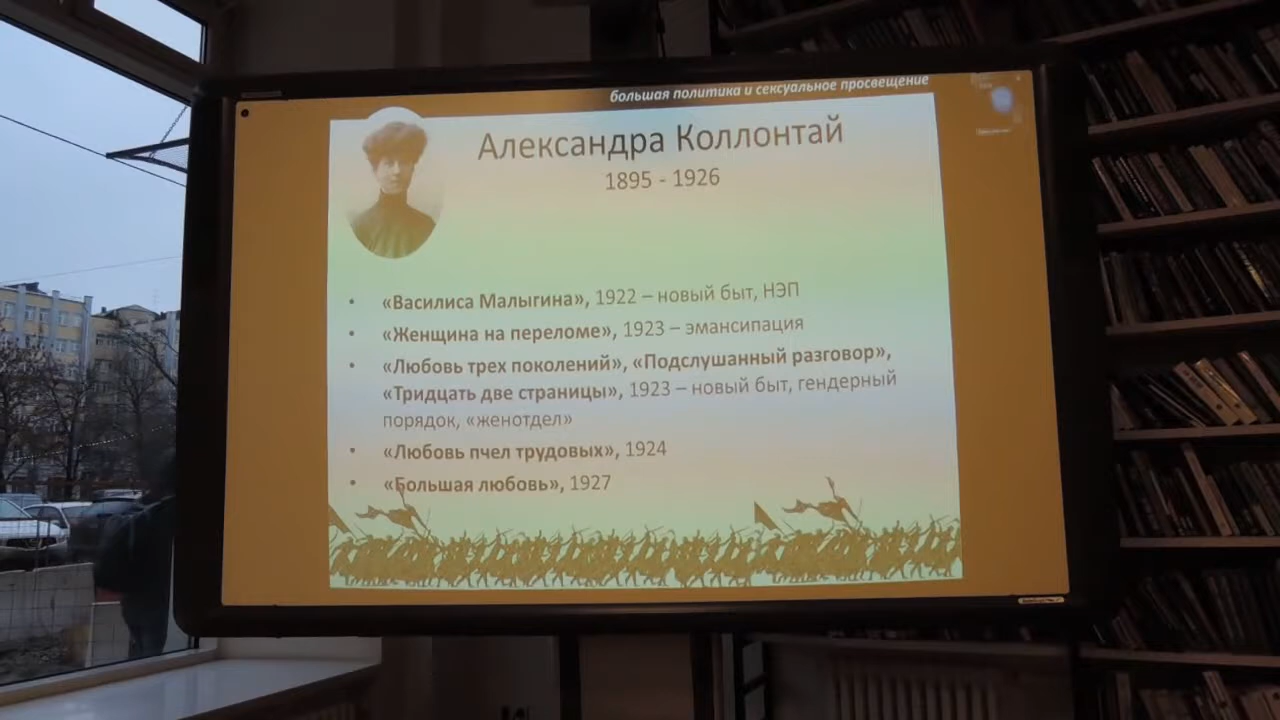 большая политика и сексуальное просвещение
Александра Коллонтай
1895 - 1926
• «Василиса Малыгина», 1922 – новый быт, НЭП
• «Женщина на переломе», 1923 – эмансипация
• «Любовь трех поколений», «Подслушанный разговор»,
«Тридцать две страницы», 1923 – новый быт, гендерный
порядок, «женотдел»
• «Любовь пчел трудовых», 1924
• «Большая любовь», 1927